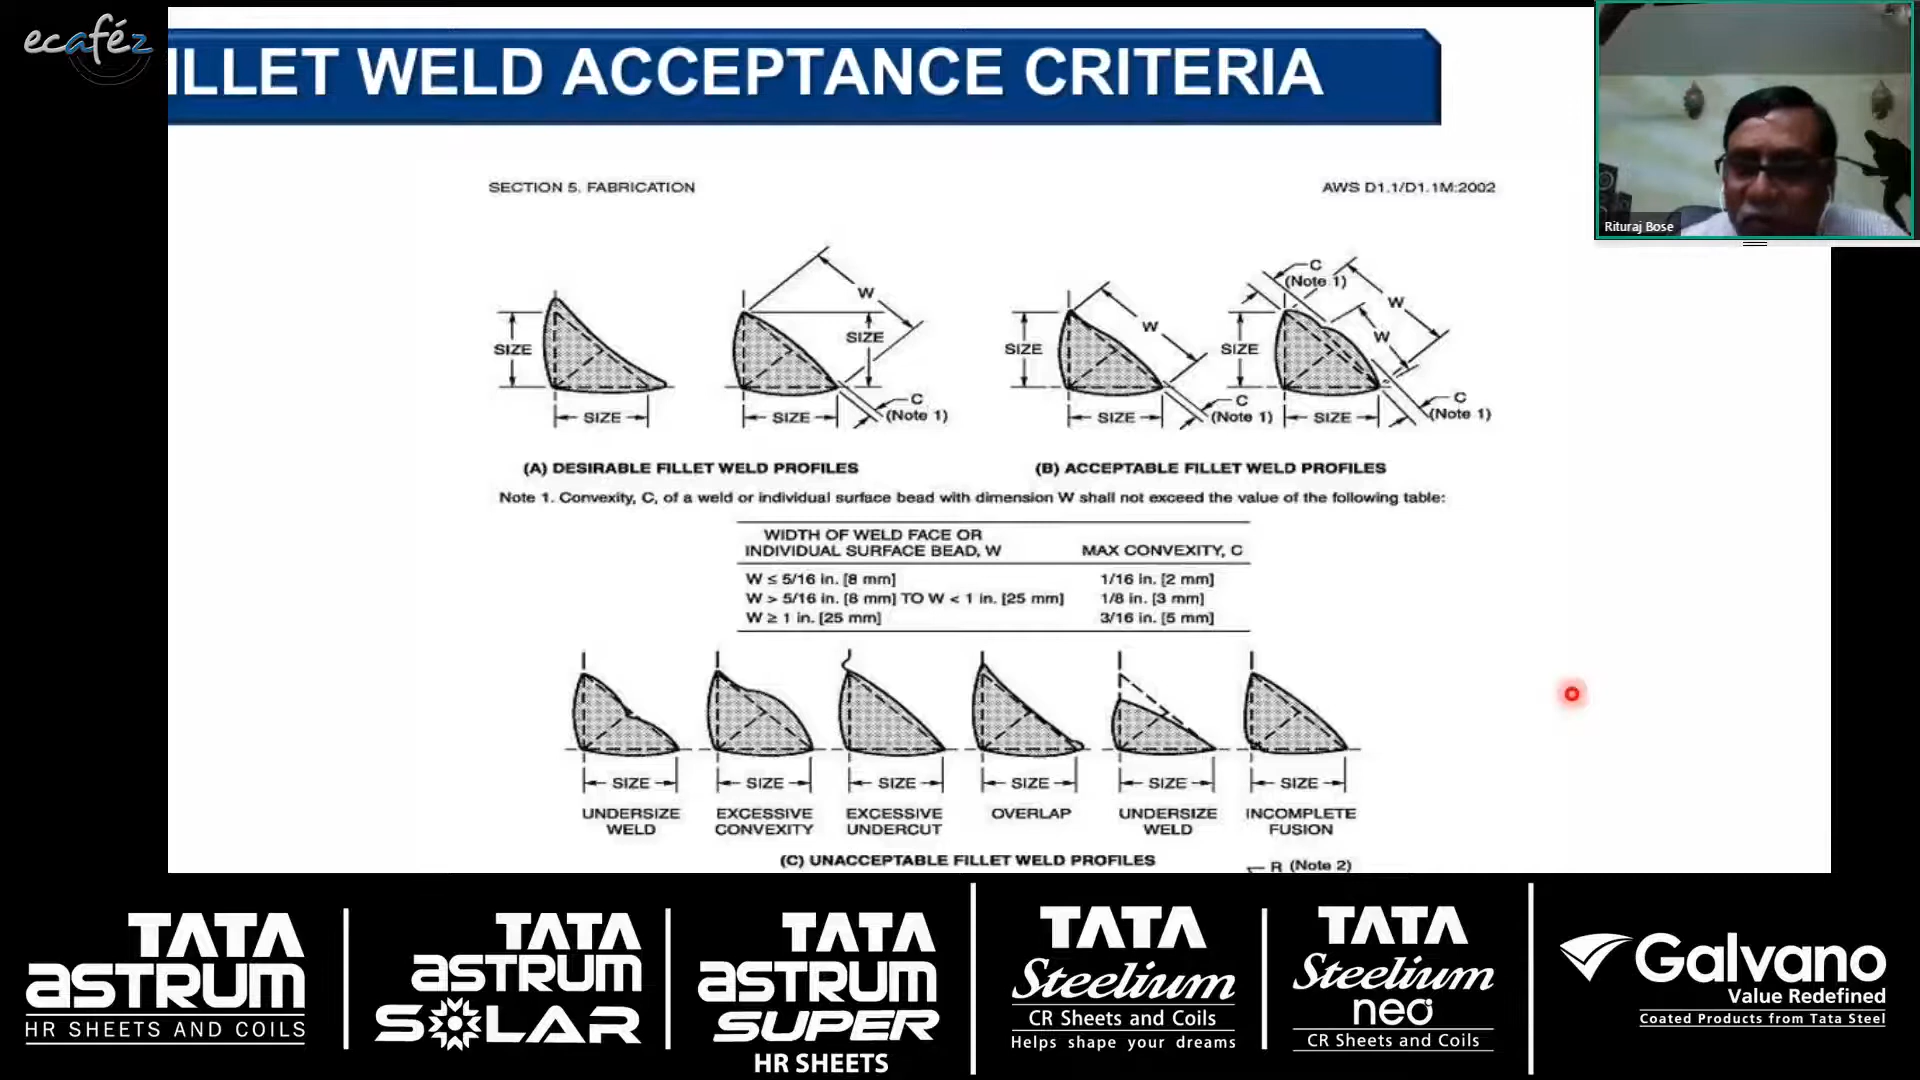 ecaféz
ILLET WELD ACCEPTANCE CRITERIA
Rituraj Bose
SECTION 5. FABRICATION
AWS D1.1/D1.1M:2002
SIZE
SIZE
W
SIZE
SIZE
C
(Note 1)
SIZE
SIZE
W
C
(Note 1)
C
(Note 1)
SIZE
SIZE
W
W
C
(Note 1)
(A) DESIRABLE FILLET WELD PROFILES
(B) ACCEPTABLE FILLET WELD PROFILES
Note 1. Convexity, C, of a weld or individual surface bead with dimension W shall not exceed the value of the following table:
WIDTH OF WELD FACE OR
INDIVIDUAL SURFACE BEAD, W
MAX CONVEXITY, C
W ≤ 5/16 in. [8 mm] 1/16 in. [2 mm]
W > 5/16 in. [8 mm] TO W < 1 in. [25 mm] 1/8 in. [3 mm]
W ≥ 1 in. [25 mm] 3/16 in. [5 mm]
SIZE
SIZE
SIZE
SIZE
SIZE
SIZE
UNDERSIZE
WELD
EXCESSIVE
CONVEXITY
EXCESSIVE
UNDERCUT
OVERLAP
UNDERSIZE
WELD
INCOMPLETE
FUSION
(C) UNACCEPTABLE FILLET WELD PROFILES
R (Note 2)
TATA
ASTRUM
HR SHEETS AND COILS
TATA
ASTRUM
SOLAR
TATA
ASTRUM
SUPER
HR SHEETS
TATA
Steelium
CR Sheets and Coils
Helps shape your dreams
TATA
Steelium
neo
CR Sheets and Coils
Galvano
Value Redefined
Coated Products from Tata Steel